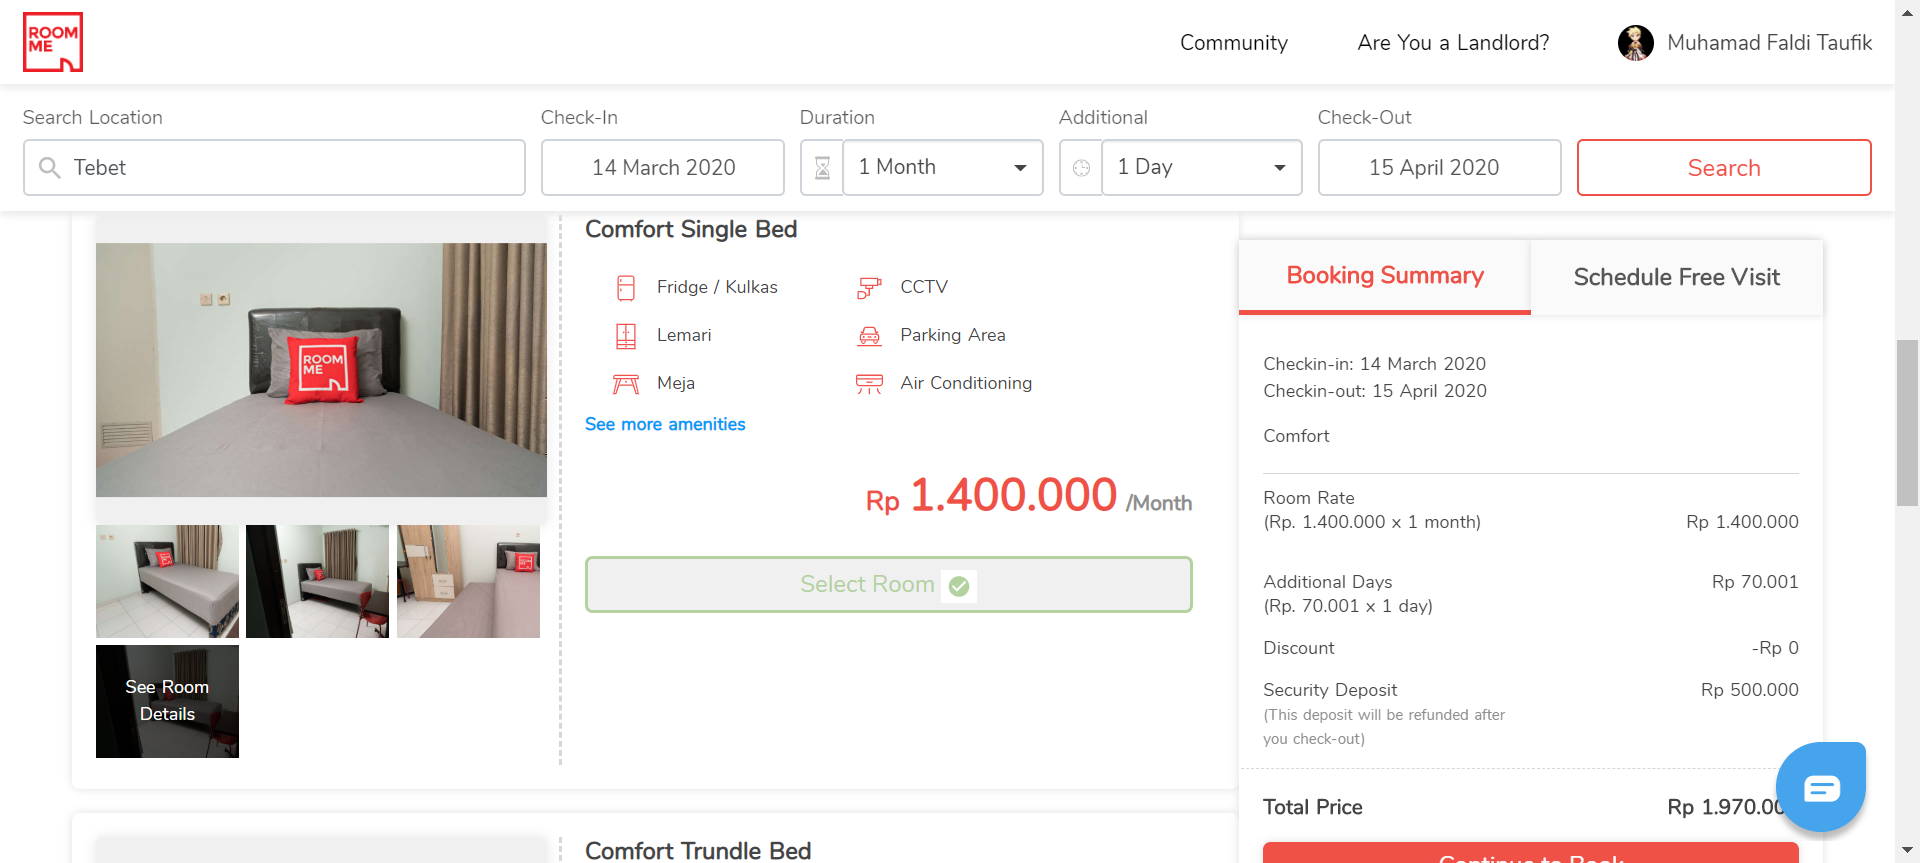 ROOM
ME
Community
Are You a Landlord?
Muhamad Faldi Taufik
Search Location
Check-In
Duration
Additional
Check-Out
Tebet
14 March 2020
1 Month
1 Day
15 April 2020
Search
Comfort Single Bed
Fridge / Kulkas
CCTV
Lemari
Parking Area
Meja
Air Conditioning
See more amenities
Rp 1.400.000 /Month
Select Room
ROOM
ME
See Room
Details
Booking Summary
Schedule Free Visit
Checkin-in: 14 March 2020
Checkin-out: 15 April 2020
Comfort
Room Rate
(Rp. 1.400.000 x 1 month)
Rp 1.400.000
Additional Days
Rp 70.001
(Rp. 70.001 x 1 day)
Discount
-Rp 0
Security Deposit
Rp 500.000
(This deposit will be refunded after
you check-out)
Total Price
Rp 1.970.00
Continue to Book
Comfort Trundle Bed